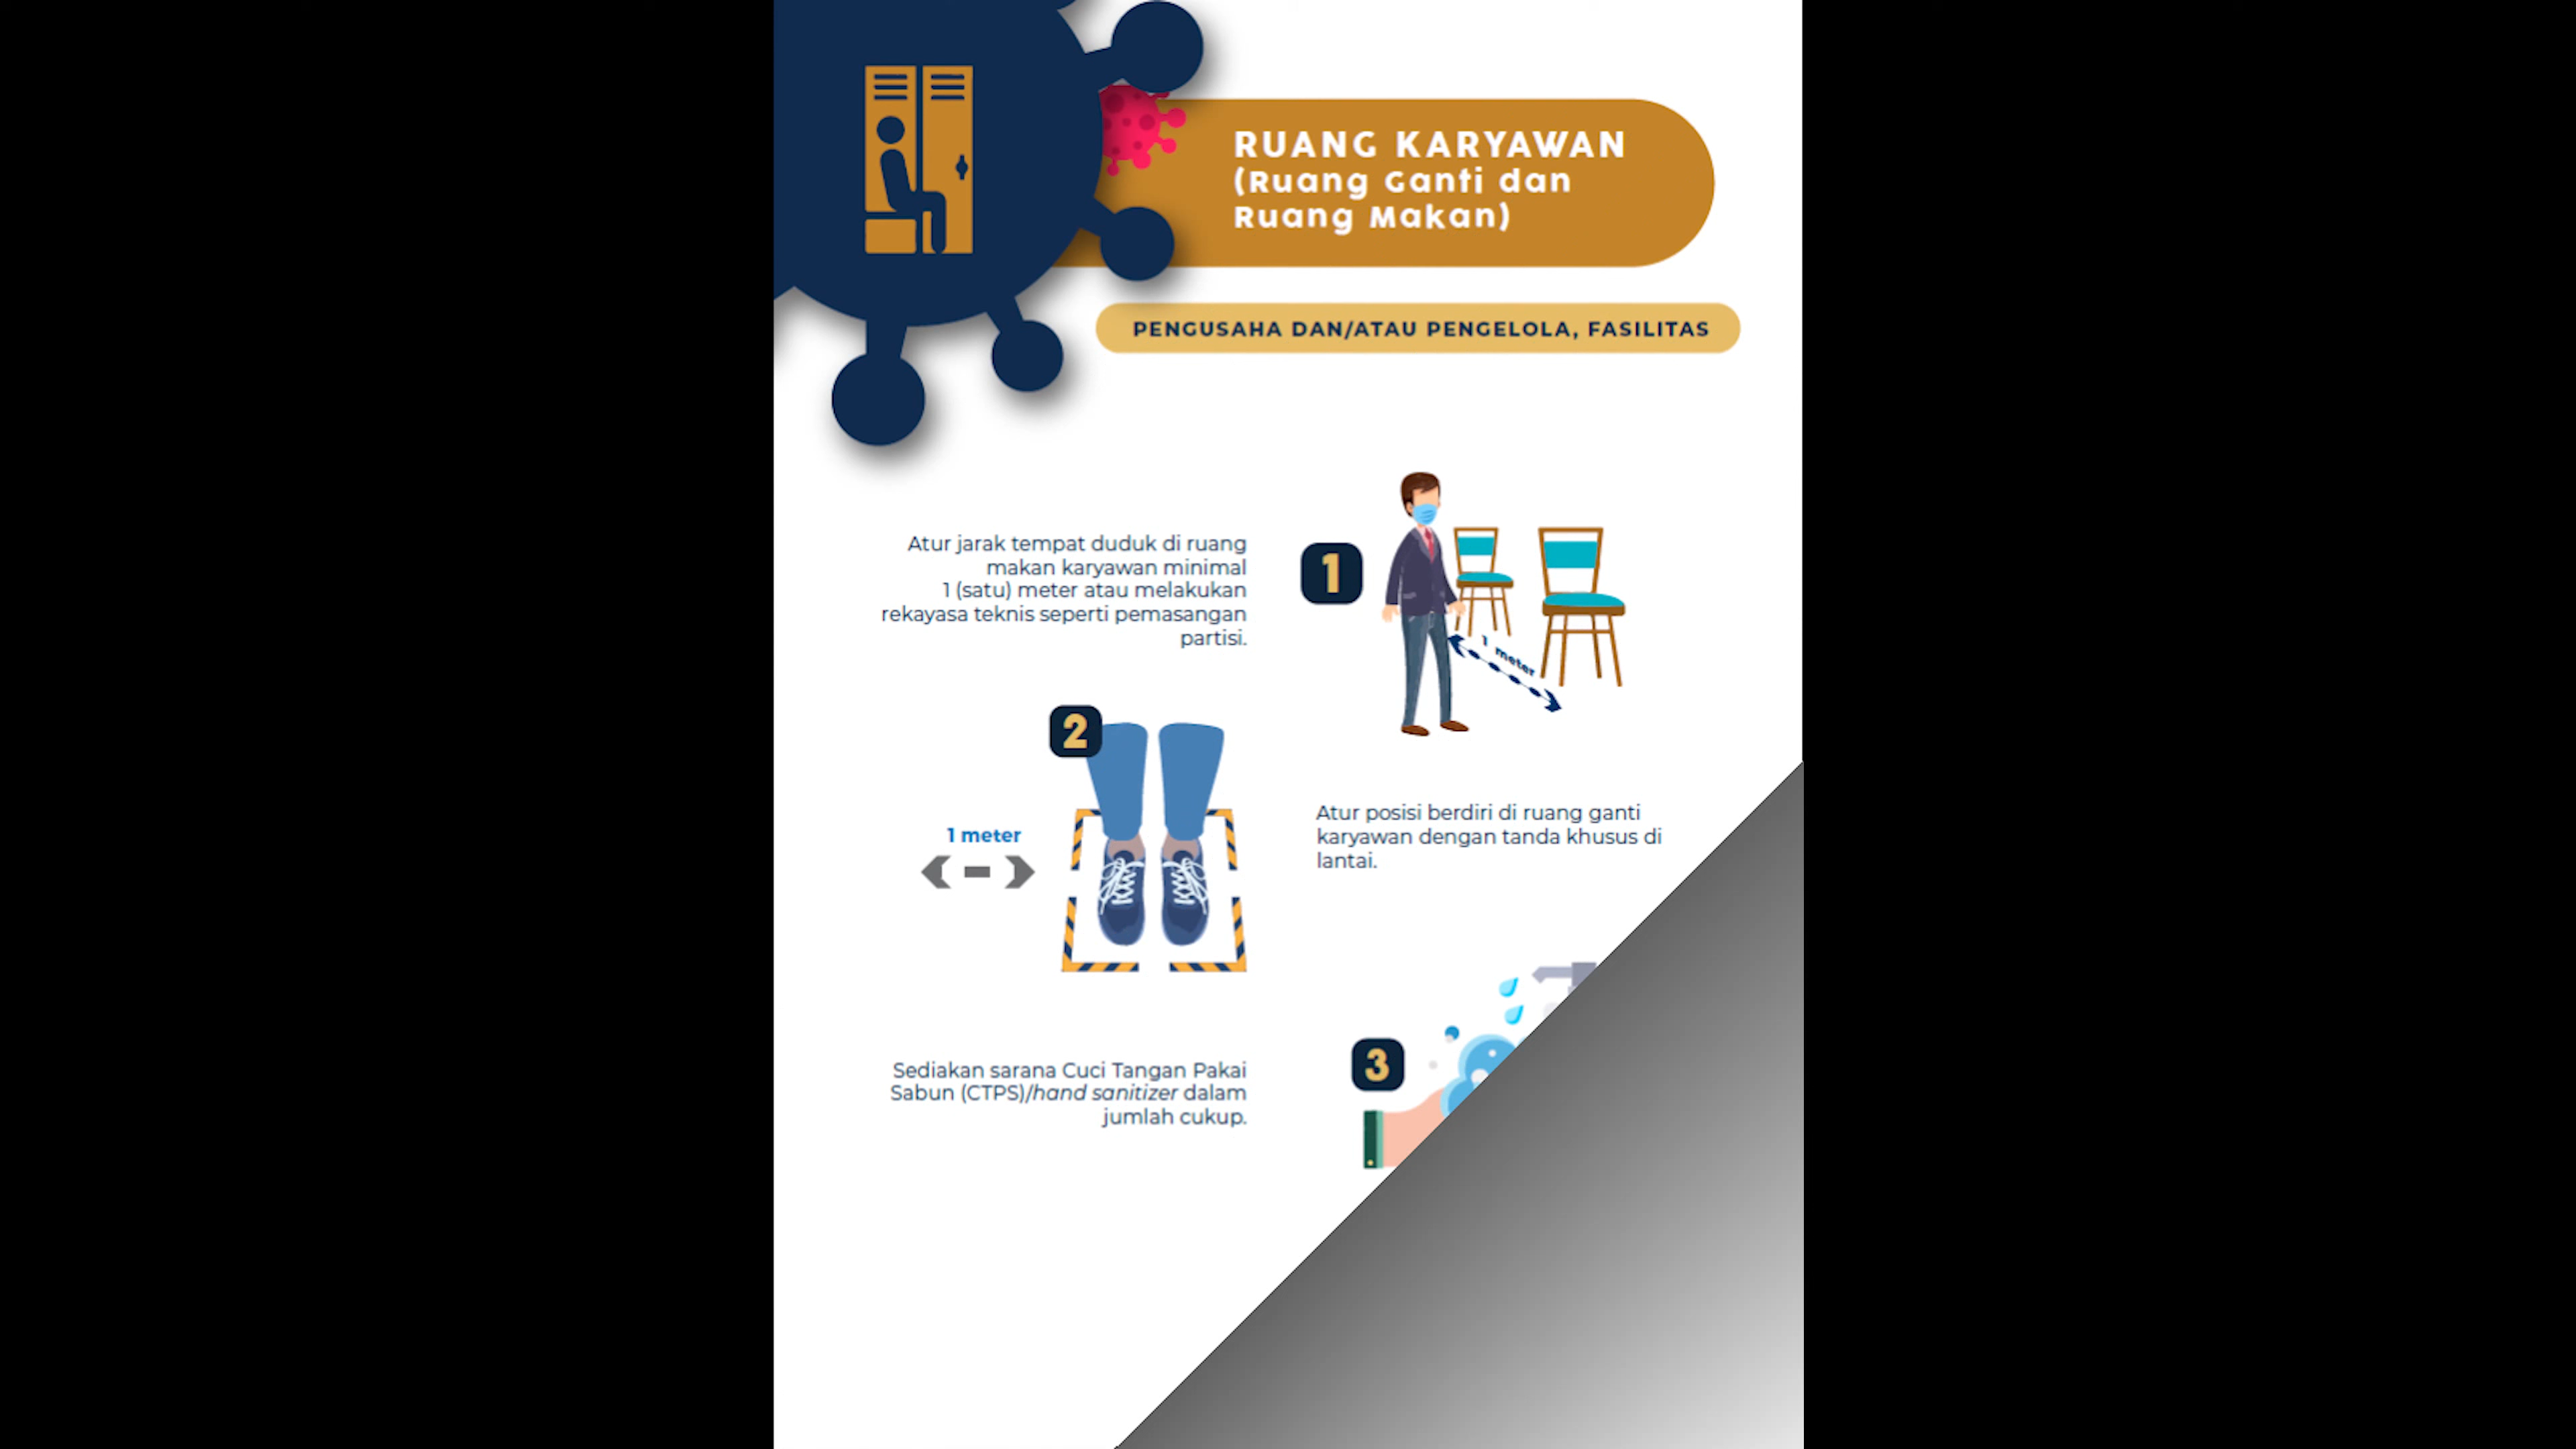 RUANG KARYAWAN
(Ruang Ganti dan
Ruang Makan)
PENGUSAHA DAN/ATAU PENGELOLA, FASILITAS
Atur jarak tempat duduk di ruang
makan karyawan minimal
1 (satu) meter atau melakukan
rekayasa teknis seperti pemasangan
partisi.
1
1 meter
2
1 meter
Atur posisi berdiri di ruang ganti
karyawan dengan tanda khusus di
lantai.
Sediakan sarana Cuci Tangan Pakai
Sabun (CTPS)/hand sanitizer dalam
jumlah cukup.
3